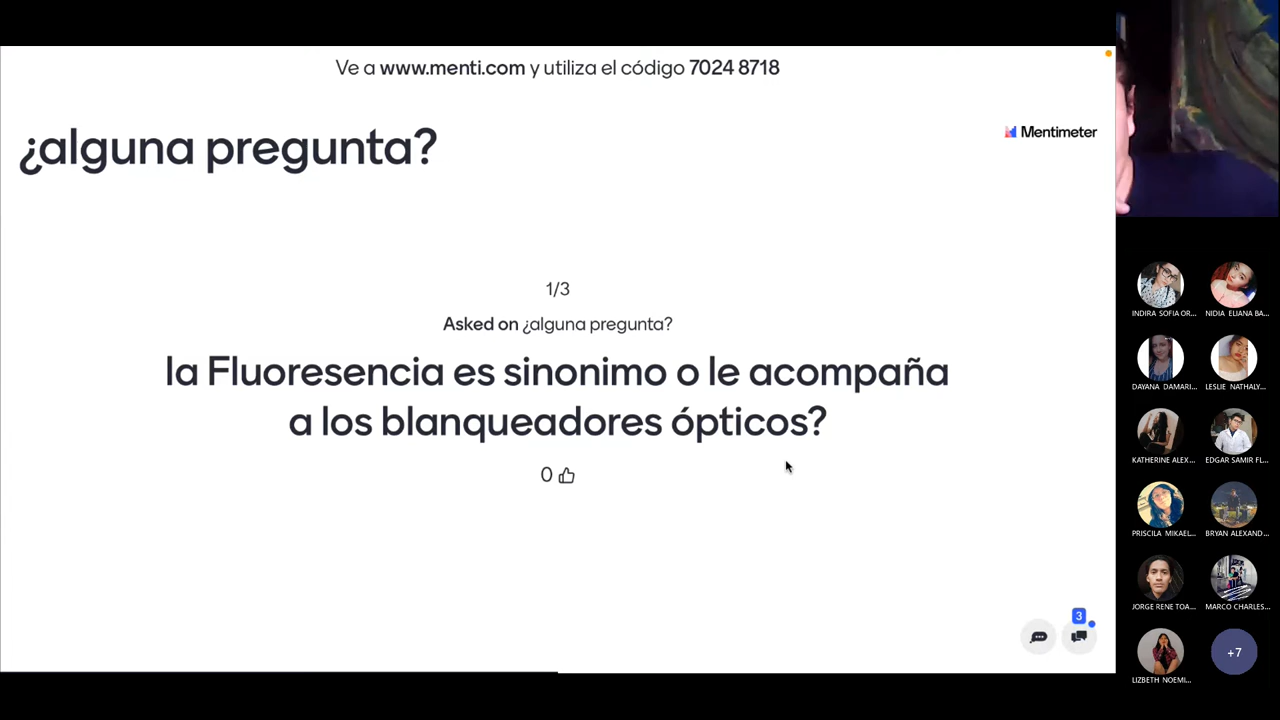 Ve a www.menti.com y utiliza el código 7024 8718
¿alguna pregunta?
Mentimeter
1/3
Asked on ¿alguna pregunta?
la Fluoresencia es sinonimo o le acompaña
a los blanqueadores ópticos?
0
3
INDIRA SOFIA OR...
NIDIA ELIANA BA...
DAYANA DAMARI...
LESLIE NATHALY...
KATHERINE ALEX...
EDGAR SAMIR FL...
PRISCILA MIKAEL...
BRYAN ALEXAND...
JORGE RENE TOA...
MARCO CHARLES...
LIZBETH NOEMI...
+7